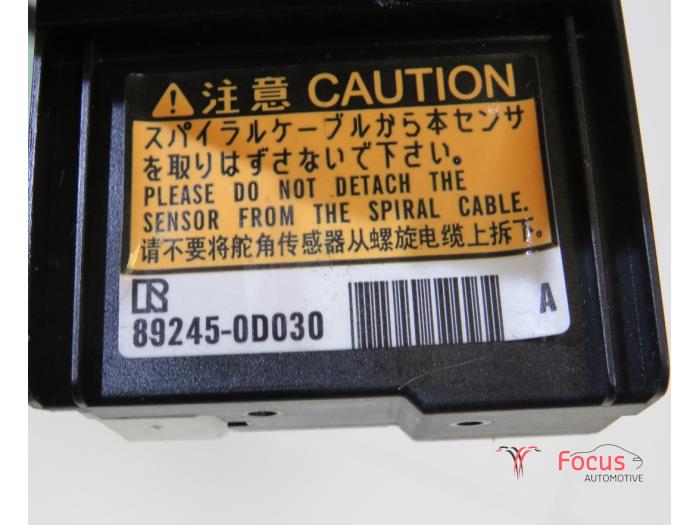 注意 CAUTION
スパイラルケーブルから本センサ
を取りはずさないで下さい。
PLEASE DO NOT DETACH THE
SENSOR FROM THE SPIRAL CABLE.
请不要将舵角传感器从螺旋电缆上拆下。
89245-0D030
A
Focus
AUTOMOTIVE